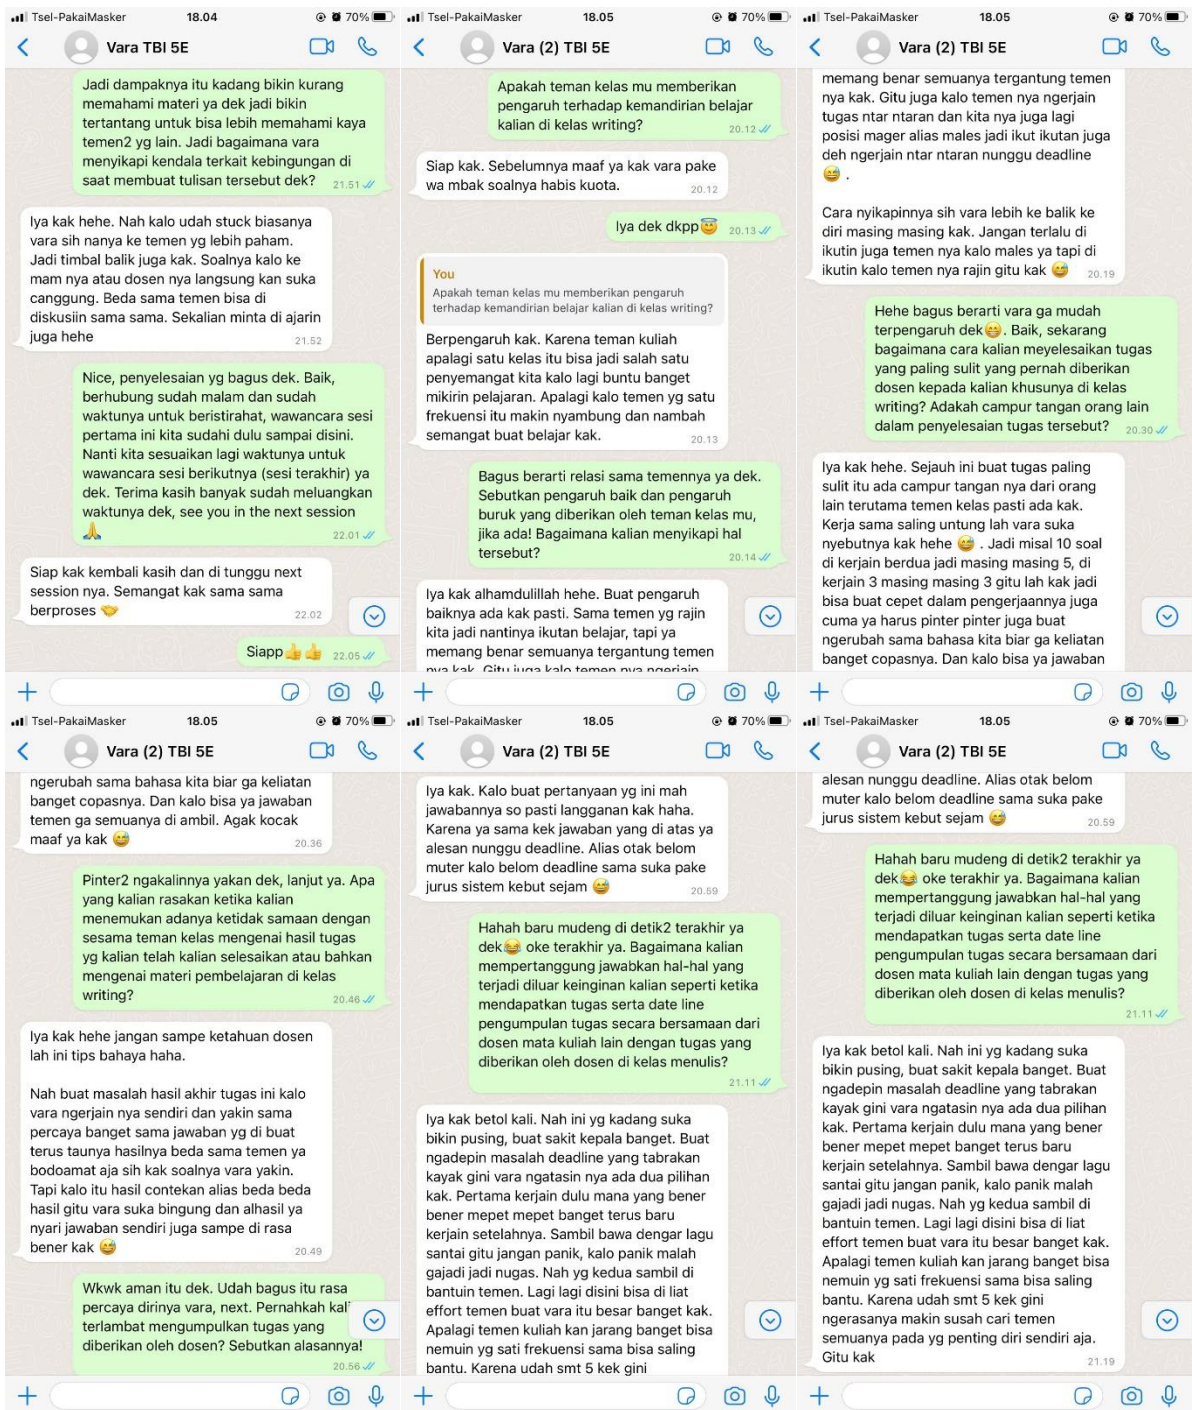 Tsel-PakaiMasker 18.04 70%
Vara TBI 5E
Jadi dampaknya itu kadang bikin kurang
memahami materi ya dek jadi bikin
tertantang untuk bisa lebih memahami kaya
temen2 yg lain. Jadi bagaimana vara
menyikapi kendala terkait kebingungan di
saat membuat tulisan tersebut dek? 21.51
Iya kak hehe. Nah kalo udah stuck biasanya
vara sih nanya ke temen yg lebih paham.
Jadi timbal balik juga kak. Soalnya kalo ke
mam nya atau dosen nya langsung kan suka
canggung. Beda sama temen bisa di
diskusiin sama sama. Sekalian minta di ajarin
juga hehe 21.52
Nice, penyelesaian yg bagus dek. Baik,
berhubung sudah malam dan sudah
waktunya untuk beristirahat, wawancara sesi
pertama ini kita sudahi dulu sampai disini.
Nanti kita sesuaikan lagi waktunya untuk
wawancara sesi berikutnya (sesi terakhir) ya
dek. Terima kasih banyak sudah meluangkan
waktunya dek, see you in the next session
🙏 22.01
Siap kak kembali kasih dan di tunggu next
session nya. Semangat kak sama sama
berproses 🤝 22.02
Siapp👍👍 22.05
Tsel-PakaiMasker 18.05 70%
Vara (2) TBI 5E
Apakah teman kelas mu memberikan
pengaruh terhadap kemandirian belajar
kalian di kelas writing? 20.12
Siap kak. Sebelumnya maaf ya kak vara pake
wa mbak soalnya habis kuota. 20.12
Iya dek dkpp😇 20.13
You
Apakah teman kelas mu memberikan pengaruh
terhadap kemandirian belajar kalian di kelas writing?
Berpengaruh kak. Karena teman kuliah
apalagi satu kelas itu bisa jadi salah satu
penyemangat kita kalo lagi buntu banget
mikirin pelajaran. Apalagi kalo temen yg satu
frekuensi itu makin nyambung dan nambah
semangat buat belajar kak. 20.13
Bagus berarti relasi sama temennya ya dek.
Sebutkan pengaruh baik dan pengaruh
buruk yang diberikan oleh teman kelas mu,
jika ada! Bagaimana kalian menyikapi hal
tersebut? 20.14
Iya kak alhamdulillah hehe. Buat pengaruh
baiknya ada kak pasti. Sama temen yg rajin
kita jadi nantinya ikutan belajar, tapi ya
memang benar semuanya tergantung temen
nya kak. Gitu juga kalo temen nya ngerjain
Tsel-PakaiMasker 18.05 70%
Vara (2) TBI 5E
memang benar semuanya tergantung temen
nya kak. Gitu juga kalo temen nya ngerjain
tugas ntar ntaran dan kita nya juga lagi
posisi mager alias males jadi ikut ikutan juga
deh ngerjain ntar ntaran nunggu deadline
😅 .
Cara nyikapinnya sih vara lebih ke balik ke
diri masing masing kak. Jangan terlalu di
ikutin juga temen nya kalo males ya tapi di
ikutin kalo temen nya rajin gitu kak 😅 20.19
Hehe bagus berarti vara ga mudah
terpengaruh dek😁. Baik, sekarang
bagaimana cara kalian meyelesaikan tugas
yang paling sulit yang pernah diberikan
dosen kepada kalian khusunya di kelas
writing? Adakah campur tangan orang lain
dalam penyelesaian tugas tersebut? 20.30
Iya kak hehe. Sejauh ini buat tugas paling
sulit itu ada campur tangan nya dari orang
lain terutama temen kelas pasti ada kak.
Kerja sama saling untung lah vara suka
nyebutnya kak hehe 😅 . Jadi misal 10 soal
di kerjain berdua jadi masing masing 5, di
kerjain 3 masing masing 3 gitu lah kak jadi
bisa buat cepet dalam pengerjaannya juga
cuma ya harus pinter pinter juga buat
ngerubah sama bahasa kita biar ga keliatan
banget copasnya. Dan kalo bisa ya jawaban
Tsel-PakaiMasker 18.05 70%
Vara (2) TBI 5E
ngerubah sama bahasa kita biar ga keliatan
banget copasnya. Dan kalo bisa ya jawaban
temen ga semuanya di ambil. Agak kocak
maaf ya kak 😅 20.36
Pinter2 ngakalinnya yakan dek, lanjut ya. Apa
yang kalian rasakan ketika kalian
menemukan adanya ketidak samaan dengan
sesama teman kelas mengenai hasil tugas
yg kalian telah kalian selesaikan atau bahkan
mengenai materi pembelajaran di kelas
writing? 20.46
Iya kak hehe jangan sampe ketahuan dosen
lah ini tips bahaya haha.
Nah buat masalah hasil akhir tugas ini kalo
vara ngerjain nya sendiri dan yakin sama
percaya banget sama jawaban yg di buat
terus taunya hasilnya beda sama temen ya
bodoamat aja sih kak soalnya vara yakin.
Tapi kalo itu hasil contekan alias beda beda
hasil gitu vara suka bingung dan alhasil ya
nyari jawaban sendiri juga sampe di rasa
bener kak 😅 20.49
Wkwk aman itu dek. Udah bagus itu rasa
percaya dirinya vara, next. Pernahkah kal
terlambat mengumpulkan tugas yang
diberikan oleh dosen? Sebutkan alasannya!
20.56
Tsel-PakaiMasker 18.05 70%
Vara (2) TBI 5E
Iya kak. Kalo buat pertanyaan yg ini mah
jawabannya so pasti langganan kak haha.
Karena ya sama kek jawaban yang di atas ya
alesan nunggu deadline. Alias otak belom
muter kalo belom deadline sama suka pake
jurus sistem kebut sejam 😅 20.59
Hahah baru mudeng di detik2 terakhir ya
dek😂 oke terakhir ya. Bagaimana kalian
mempertanggung jawabkan hal-hal yang
terjadi diluar keinginan kalian seperti ketika
mendapatkan tugas serta date line
pengumpulan tugas secara bersamaan dari
dosen mata kuliah lain dengan tugas yang
diberikan oleh dosen di kelas menulis?
21.11
Iya kak betol kali. Nah ini yg kadang suka
bikin pusing, buat sakit kepala banget. Buat
ngadepin masalah deadline yang tabrakan
kayak gini vara ngatasin nya ada dua pilihan
kak. Pertama kerjain dulu mana yang bener
bener mepet mepet banget terus baru
kerjain setelahnya. Sambil bawa dengar lagu
santai gitu jangan panik, kalo panik malah
gajadi jadi nugas. Nah yg kedua sambil di
bantuin temen. Lagi lagi disini bisa di liat
effort temen buat vara itu besar banget kak.
Apalagi temen kuliah kan jarang banget bisa
nemuin yg sati frekuensi sama bisa saling
bantu. Karena udah smt 5 kek gini
Tsel-PakaiMasker 18.05 70%
Vara (2) TBI 5E
alesan nunggu deadline. Alias otak belom
muter kalo belom deadline sama suka pake
jurus sistem kebut sejam 😅 20.59
Hahah baru mudeng di detik2 terakhir ya
dek😂 oke terakhir ya. Bagaimana kalian
mempertanggung jawabkan hal-hal yang
terjadi diluar keinginan kalian seperti ketika
mendapatkan tugas serta date line
pengumpulan tugas secara bersamaan dari
dosen mata kuliah lain dengan tugas yang
diberikan oleh dosen di kelas menulis?
21.11
Iya kak betol kali. Nah ini yg kadang suka
bikin pusing, buat sakit kepala banget. Buat
ngadepin masalah deadline yang tabrakan
kayak gini vara ngatasin nya ada dua pilihan
kak. Pertama kerjain dulu mana yang bener
bener mepet mepet banget terus baru
kerjain setelahnya. Sambil bawa dengar lagu
santai gitu jangan panik, kalo panik malah
gajadi jadi nugas. Nah yg kedua sambil di
bantuin temen. Lagi lagi disini bisa di liat
effort temen buat vara itu besar banget kak.
Apalagi temen kuliah kan jarang banget bisa
nemuin yg sati frekuensi sama bisa saling
bantu. Karena udah smt 5 kek gini
ngerasanya makin susah cari temen
semuanya pada yg penting diri sendiri aja.
Gitu kak 21.19